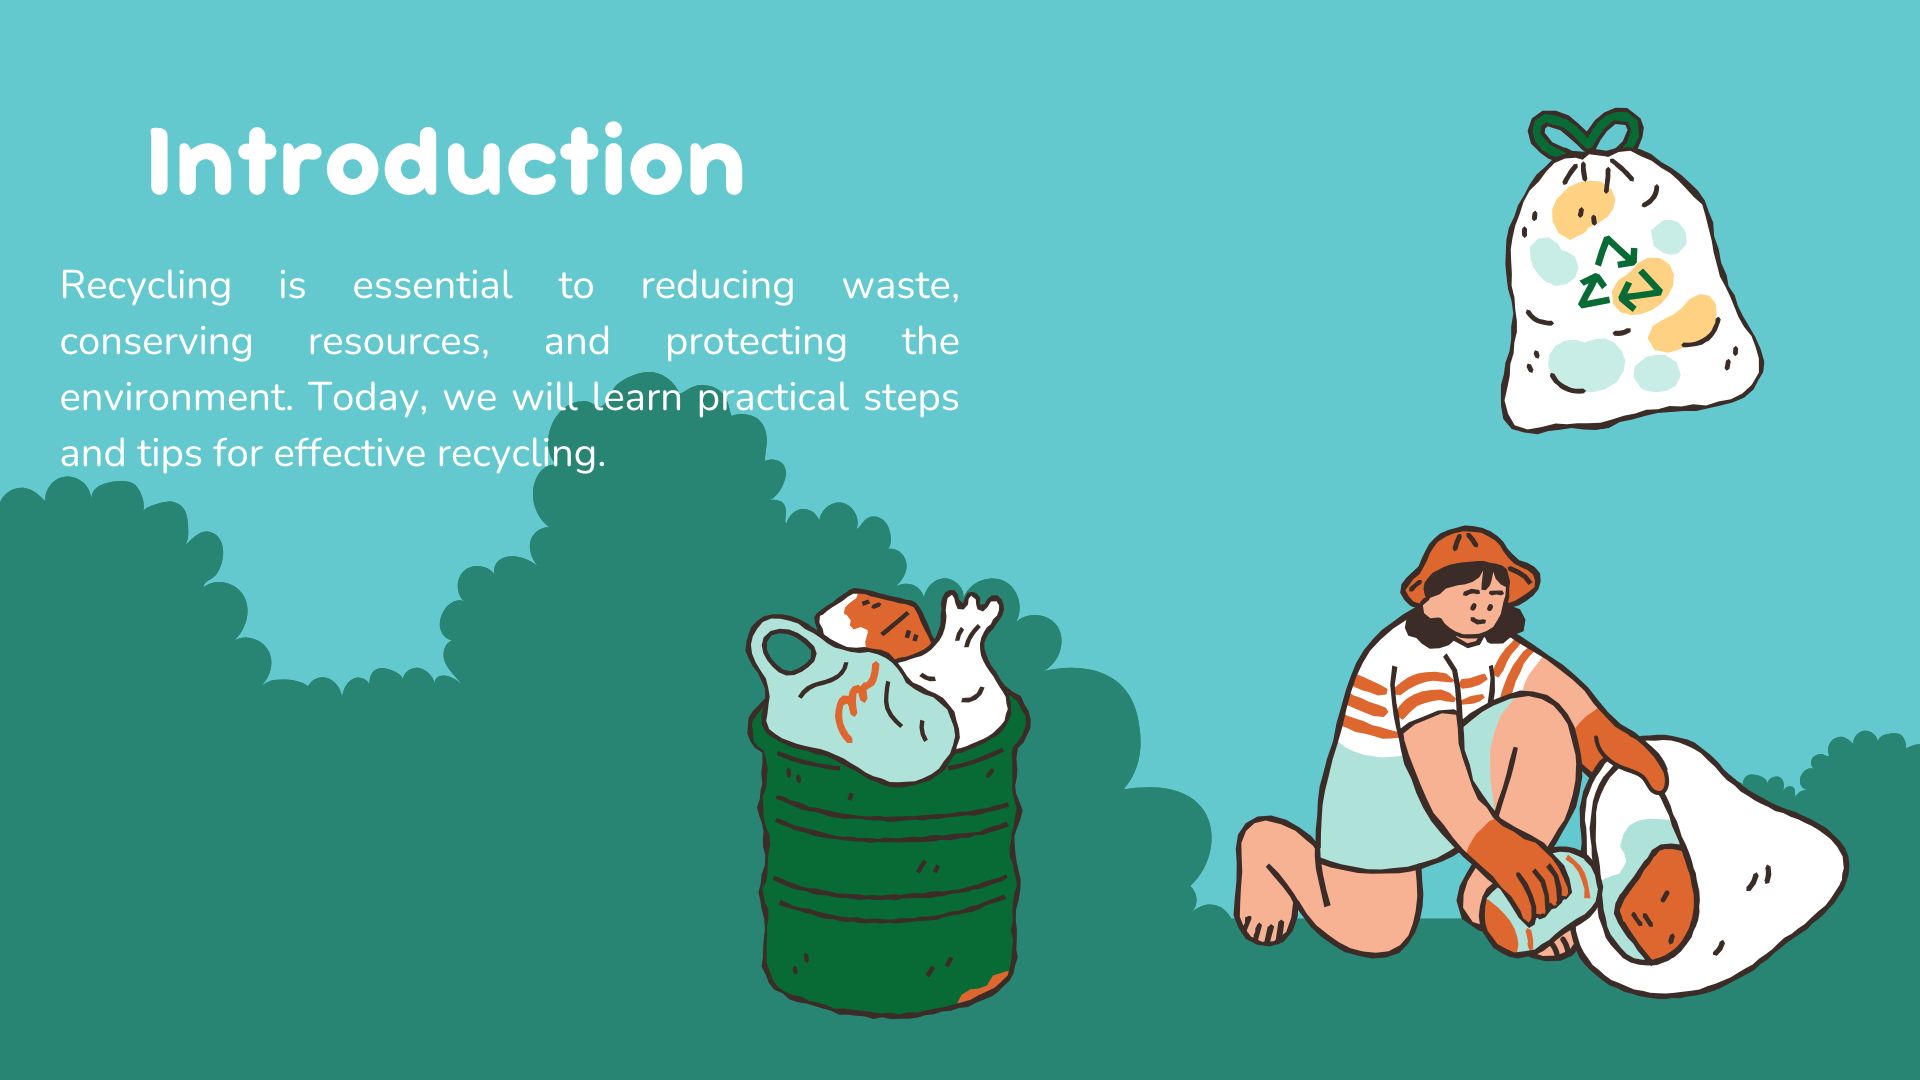 Introduction
Recycling is essential to reducing waste,
conserving resources, and protecting the
environment. Today, we will learn practical steps
and tips for effective recycling.